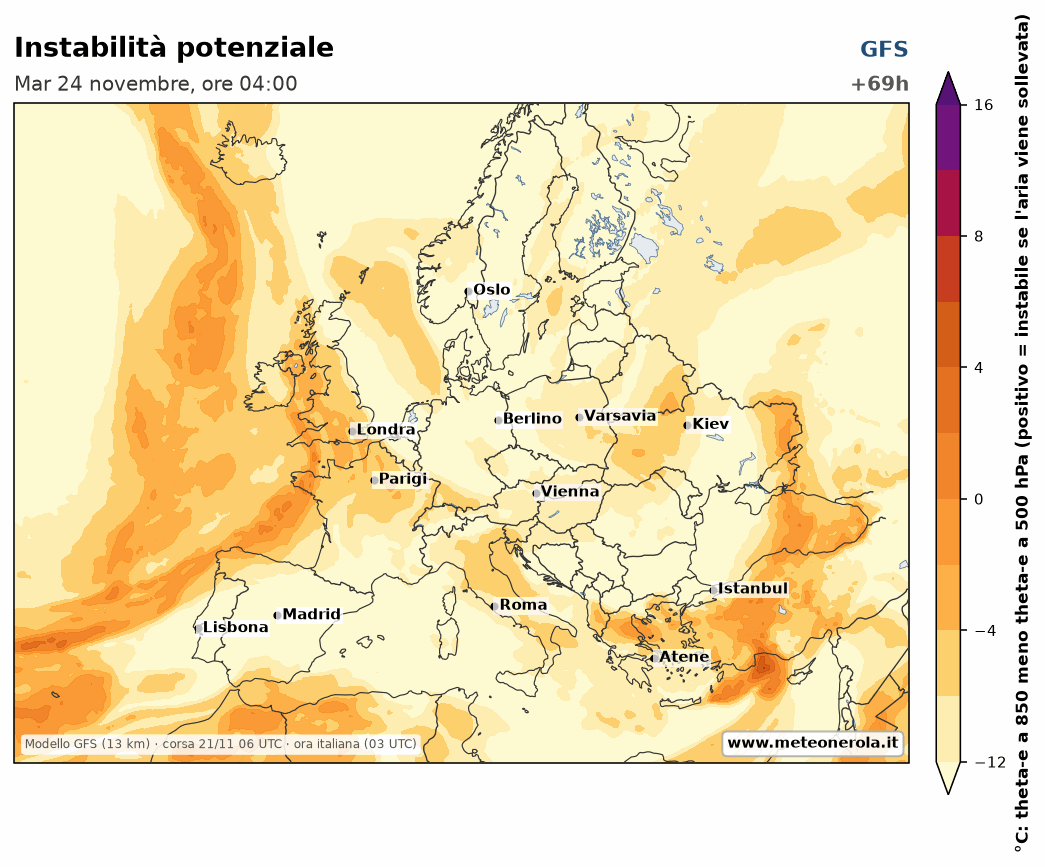 Instabilità potenziale
GFS
Mar 24 novembre, ore 04:00
+69h
Oslo
Londra
Berlino
Varsavia
Kiev
Parigi
Vienna
Istanbul
Roma
Madrid
Lisbona
Atene
Modello GFS (13 km) · corsa 21/11 06 UTC · ora italiana (03 UTC)
www.meteonerola.it
16
8
4
0
−4
−12
°C: theta-e a 850 meno theta-e a 500 hPa (positivo = instabile se l'aria viene sollevata)